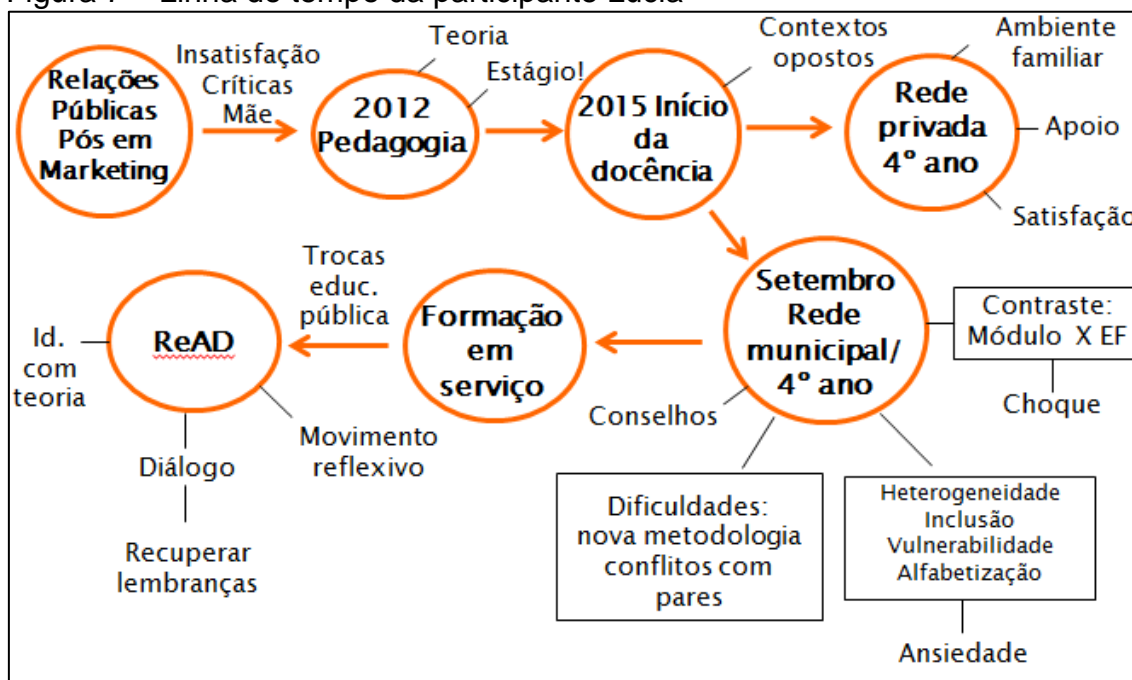 Relações
Públicas
Pós em
Marketing
Insatisfação
Críticas
Mãe
2012
Pedagogia
Teoria
Estágio!
2015 Início
da
docência
Contextos
opostos
Rede
privada
4º ano
Ambiente
familiar
Apoio
Satisfação
Setembro
Rede
municipal/
4º ano
Contraste:
Módulo X EF
Choque
Conselhos
Dificuldades:
nova metodologia
conflitos com
pares
Heterogeneidade
Inclusão
Vulnerabilidade
Alfabetização
Ansiedade
Formação
em
serviço
Trocas
educ.
pública
ReAD
Id.
com
teoria
Movimento
reflexivo
Diálogo
Recuperar
lembranças